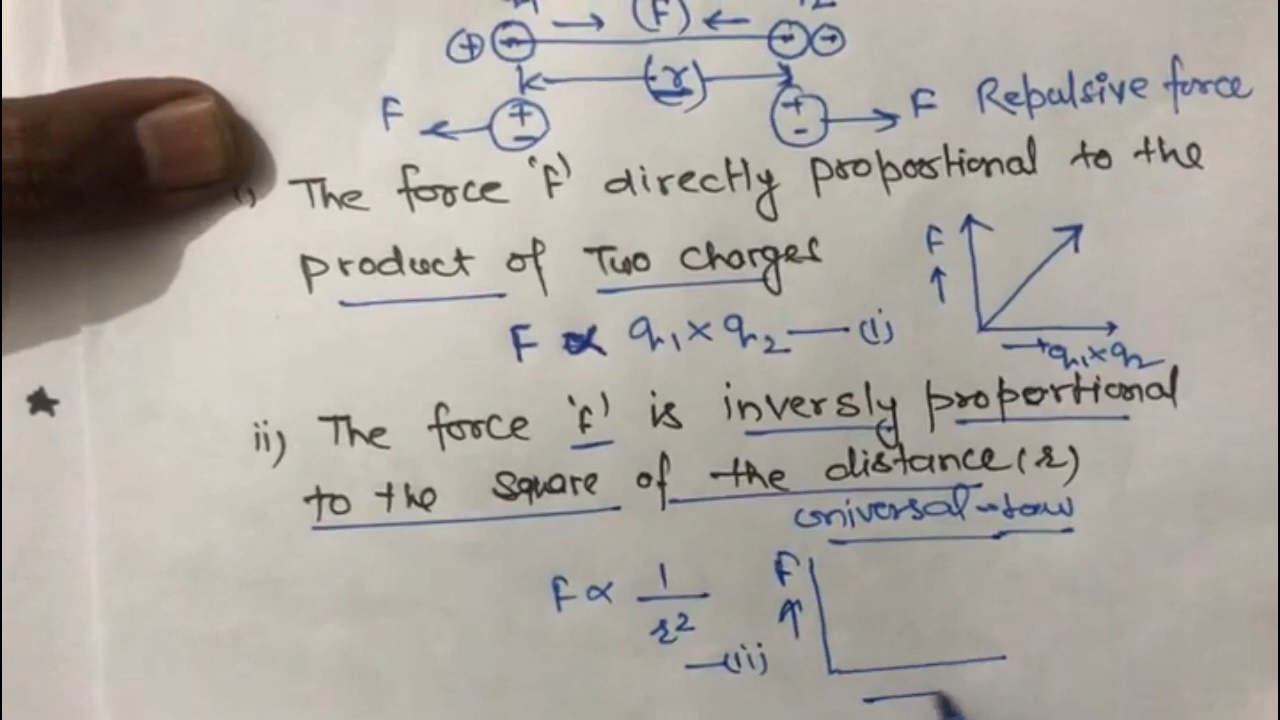 (F)
(r)
F F Repulsive force
i) The force 'F' directly proportional to the
product of Two charges
F
F ∝ q₁ × q₂ — (i)
q₁×q₂
ii) The force 'F' is inversly proportional
to the square of the distance (r)
universal law
F ∝ 1/r²
F
—(ii)